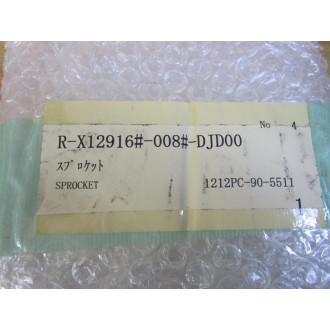 No 4
R-X12916#-008#-DJD00
ｽﾌﾟﾛｹｯﾄ
SPROCKET 1212PC-90-5511
1